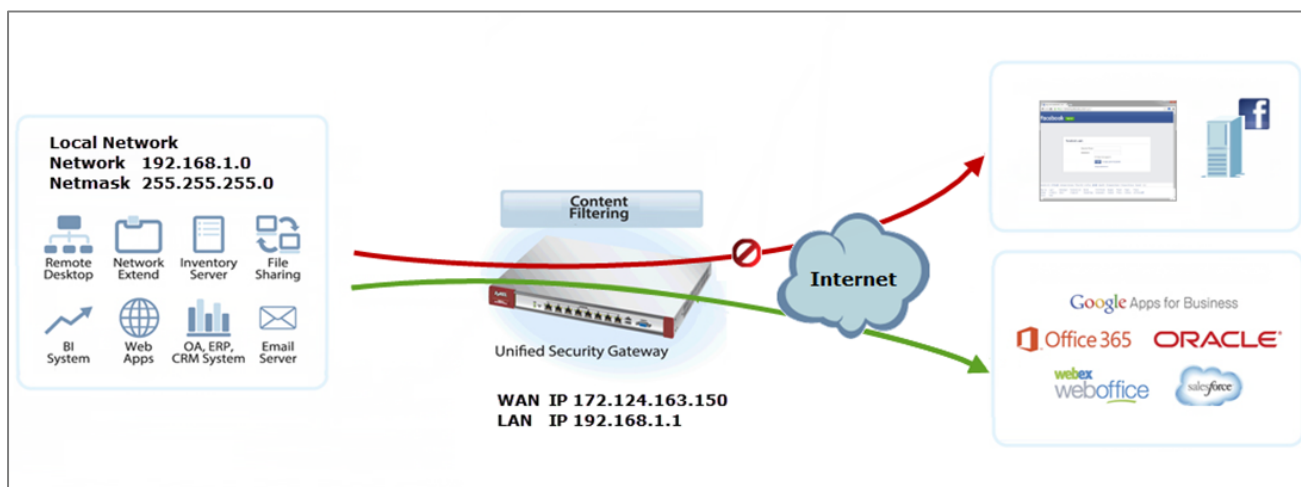 Local Network
Network 192.168.1.0
Netmask 255.255.255.0
Remote
Desktop
Network
Extend
Inventory
Server
File
Sharing
BI
System
Web
Apps
OA, ERP,
CRM System
Email
Server
Content
Filtering
ZyXEL
Unified Security Gateway
WAN IP 172.124.163.150
LAN IP 192.168.1.1
Internet
facebook
Google Apps for Business
Office 365
ORACLE
webex
weboffice
salesforce